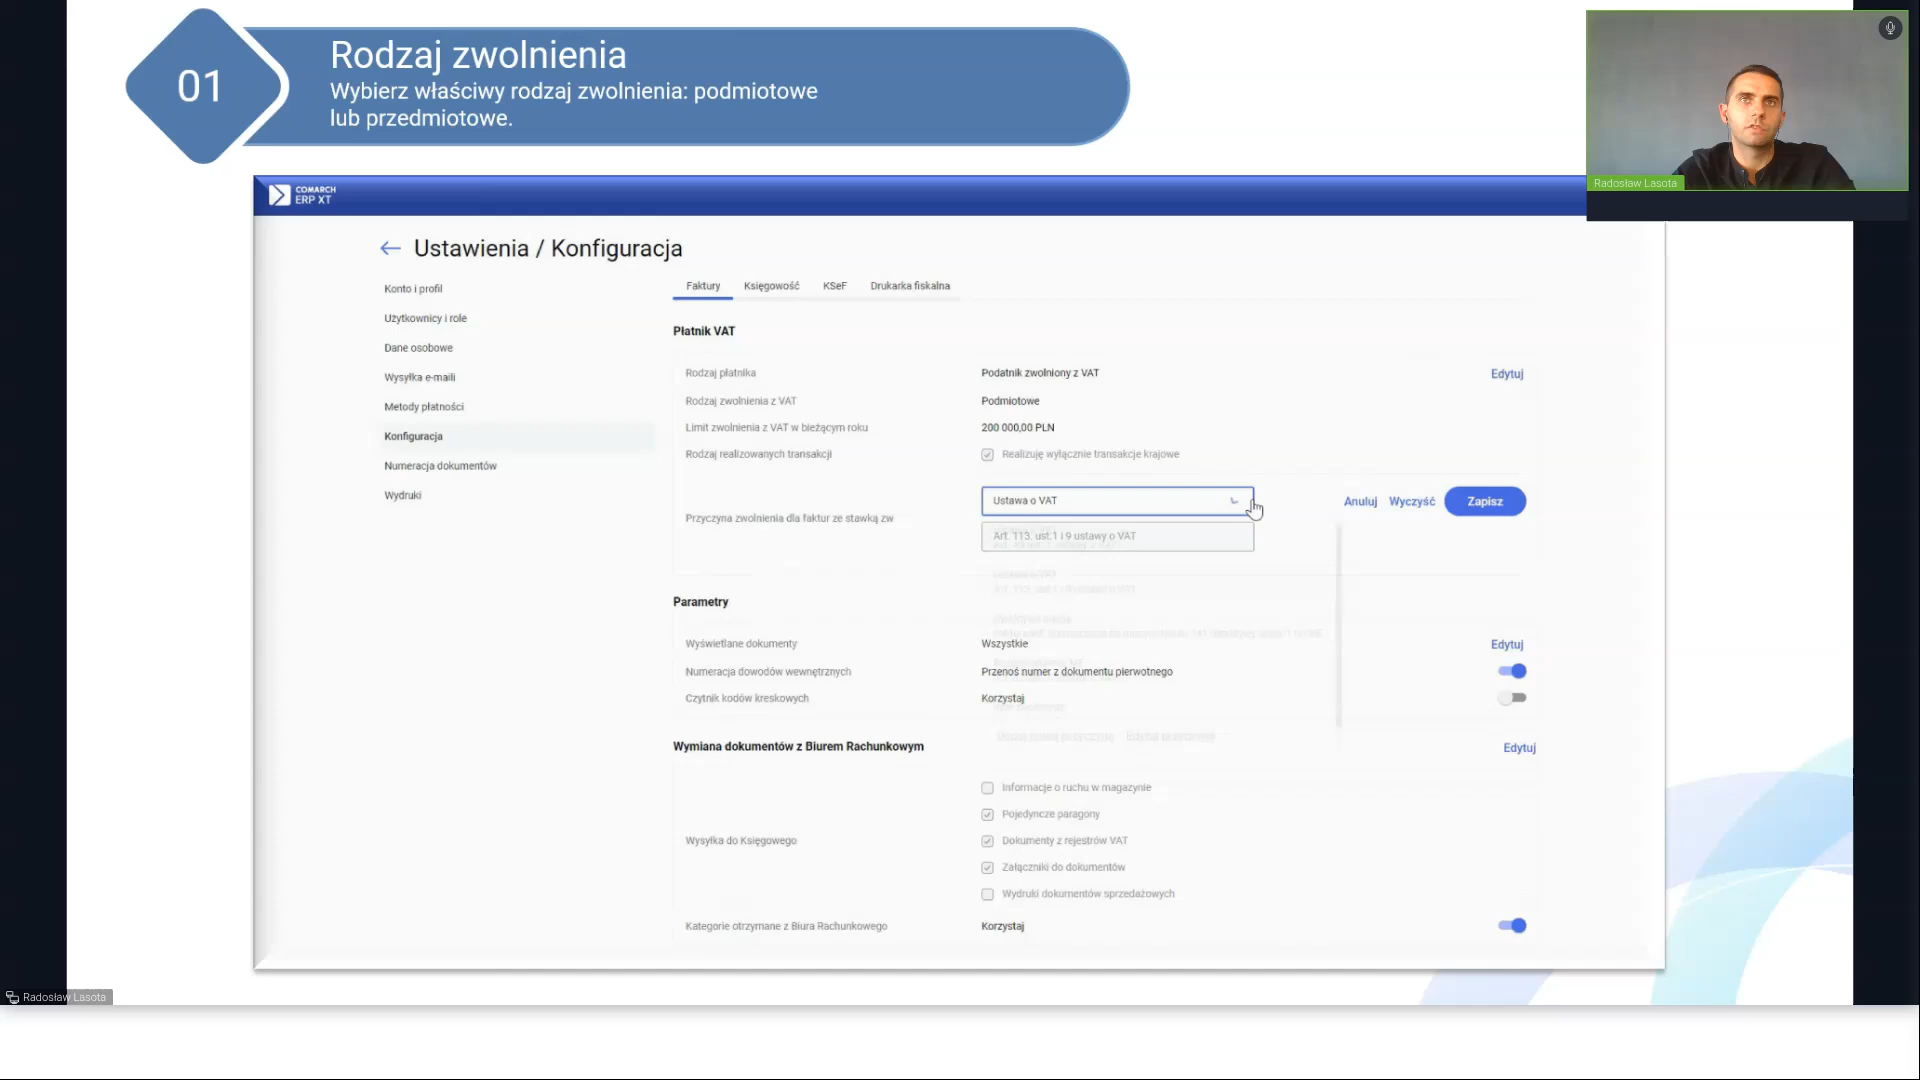 01
Rodzaj zwolnienia
Wybierz właściwy rodzaj zwolnienia: podmiotowe
lub przedmiotowe.
Radosław Lasota
COMARCH
ERP XT
Ustawienia / Konfiguracja
Konto i profil
Użytkownicy i role
Dane osobowe
Wysyłka e-maili
Metody płatności
Konfiguracja
Numeracja dokumentów
Wydruki
Faktury Księgowość KSeF Drukarka fiskalna
Płatnik VAT
Rodzaj płatnika Podatnik zwolniony z VAT Edytuj
Rodzaj zwolnienia z VAT Podmiotowe
Limit zwolnienia z VAT w bieżącym roku 200 000,00 PLN
Rodzaj realizowanych transakcji Realizuję wyłącznie transakcje krajowe
Ustawa o VAT Anuluj Wyczyść Zapisz
Przyczyna zwolnienia dla faktur ze stawką zw
Art. 113. ust.1 i 9 ustawy o VAT
Parametry
Wyświetlane dokumenty Wszystkie Edytuj
Numeracja dowodów wewnętrznych Przenoś numer z dokumentu pierwotnego
Czytnik kodów kreskowych Korzystaj
Wymiana dokumentów z Biurem Rachunkowym Edytuj
Informacje o ruchu w magazynie
Pojedyncze paragony
Wysyłka do Księgowego Dokumenty z rejestrów VAT
Załączniki do dokumentów
Wydruki dokumentów sprzedażowych
Kategorie otrzymane z Biura Rachunkowego Korzystaj
Radosław Lasota